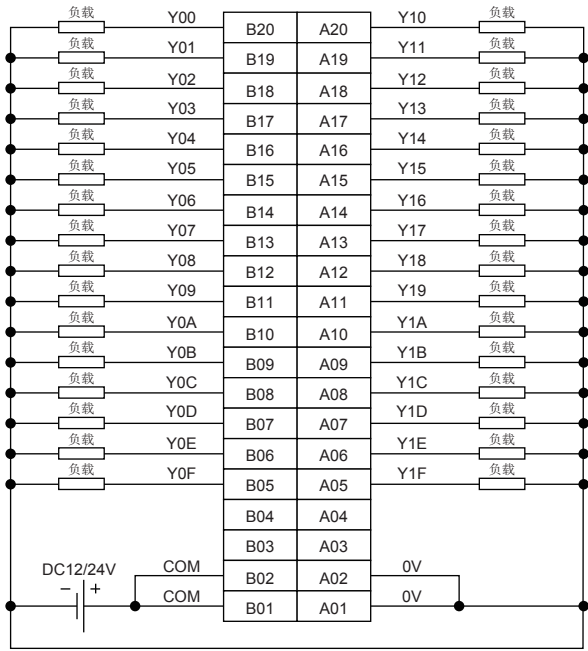 负载 Y00 B20 A20 Y10 负载
负载 Y01 B19 A19 Y11 负载
负载 Y02 B18 A18 Y12 负载
负载 Y03 B17 A17 Y13 负载
负载 Y04 B16 A16 Y14 负载
负载 Y05 B15 A15 Y15 负载
负载 Y06 B14 A14 Y16 负载
负载 Y07 B13 A13 Y17 负载
负载 Y08 B12 A12 Y18 负载
负载 Y09 B11 A11 Y19 负载
负载 Y0A B10 A10 Y1A 负载
负载 Y0B B09 A09 Y1B 负载
负载 Y0C B08 A08 Y1C 负载
负载 Y0D B07 A07 Y1D 负载
负载 Y0E B06 A06 Y1E 负载
负载 Y0F B05 A05 Y1F 负载
B04 A04
B03 A03
DC12/24V COM B02 A02 0V
− + COM B01 A01 0V